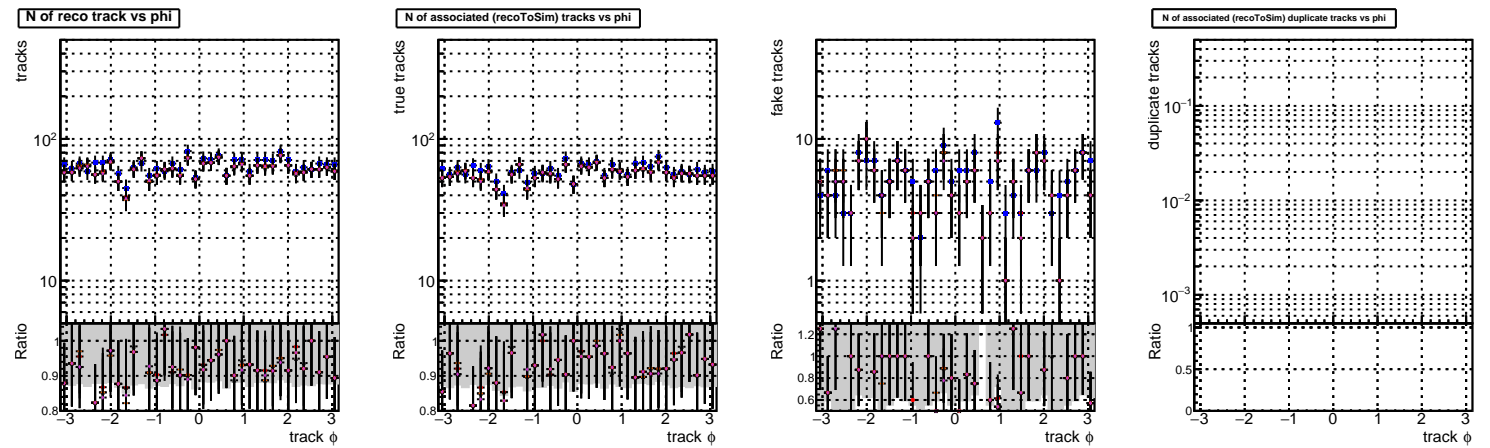 N of reco track vs phi
tracks
10²
10
Ratio
1
0.9
0.8
−3 −2 −1 0 1 2 3
track ϕ
N of associated (recoToSim) tracks vs phi
true tracks
10²
10
Ratio
1
0.9
0.8
−3 −2 −1 0 1 2 3
track ϕ
fake tracks
10
1
Ratio
1.2
1
0.8
0.6
−3 −2 −1 0 1 2 3
track ϕ
N of associated (recoToSim) duplicate tracks vs phi
duplicate tracks
10⁻¹
10⁻²
10⁻³
Ratio
1
0.5
0
−3 −2 −1 0 1 2 3
track ϕ